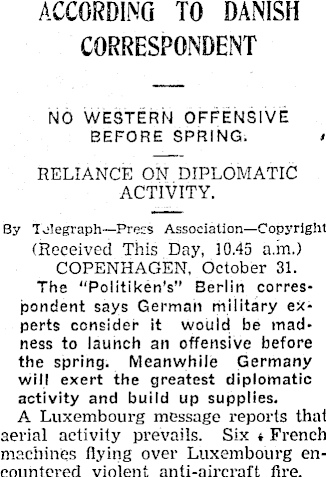 ACCORDING TO DANISH
CORRESPONDENT
NO WESTERN OFFENSIVE
BEFORE SPRING.
RELIANCE ON DIPLOMATIC
ACTIVITY.
By Telegraph—Press Association—Copyright
(Received This Day, 10.45 a.m.)
COPENHAGEN, October 31.
The "Politiken's" Berlin corres-
pondent says German military ex-
perts consider it would be mad-
ness to launch an offensive before
the spring. Meanwhile Germany
will exert the greatest diplomatic
activity and build up supplies.
A Luxembourg message reports that
aerial activity prevails. Six French
machines flying over Luxembourg en-
countered violent anti-aircraft fire.